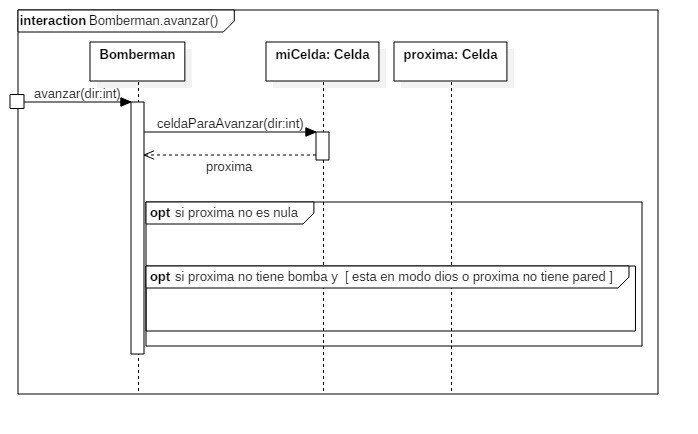 interaction Bomberman.avanzar()
Bomberman
miCelda: Celda
proxima: Celda
avanzar(dir:int)
celdaParaAvanzar(dir:int)
proxima
opt si proxima no es nula
opt si proxima no tiene bomba y [ esta en modo dios o proxima no tiene pared ]